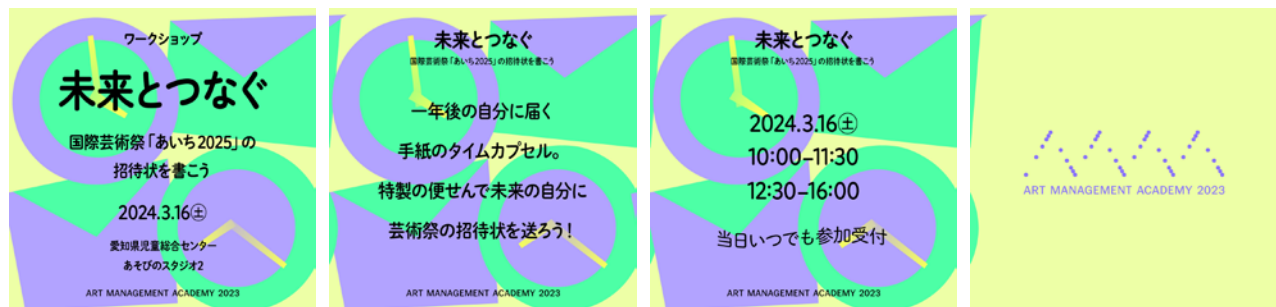 ワークショップ
未来とつなぐ
国際芸術祭「あいち2025」の
招待状を書こう
2024.3.16㊏
愛知県児童総合センター
あそびのスタジオ2
ART MANAGEMENT ACADEMY 2023
未来とつなぐ
国際芸術祭「あいち2025」の招待状を書こう
一年後の自分に届く
手紙のタイムカプセル。
特製の便せんで未来の自分に
芸術祭の招待状を送ろう！
ART MANAGEMENT ACADEMY 2023
未来とつなぐ
国際芸術祭「あいち2025」の招待状を書こう
2024.3.16㊏
10:00–11:30
12:30–16:00
当日いつでも参加受付
ART MANAGEMENT ACADEMY 2023
ART MANAGEMENT ACADEMY 2023